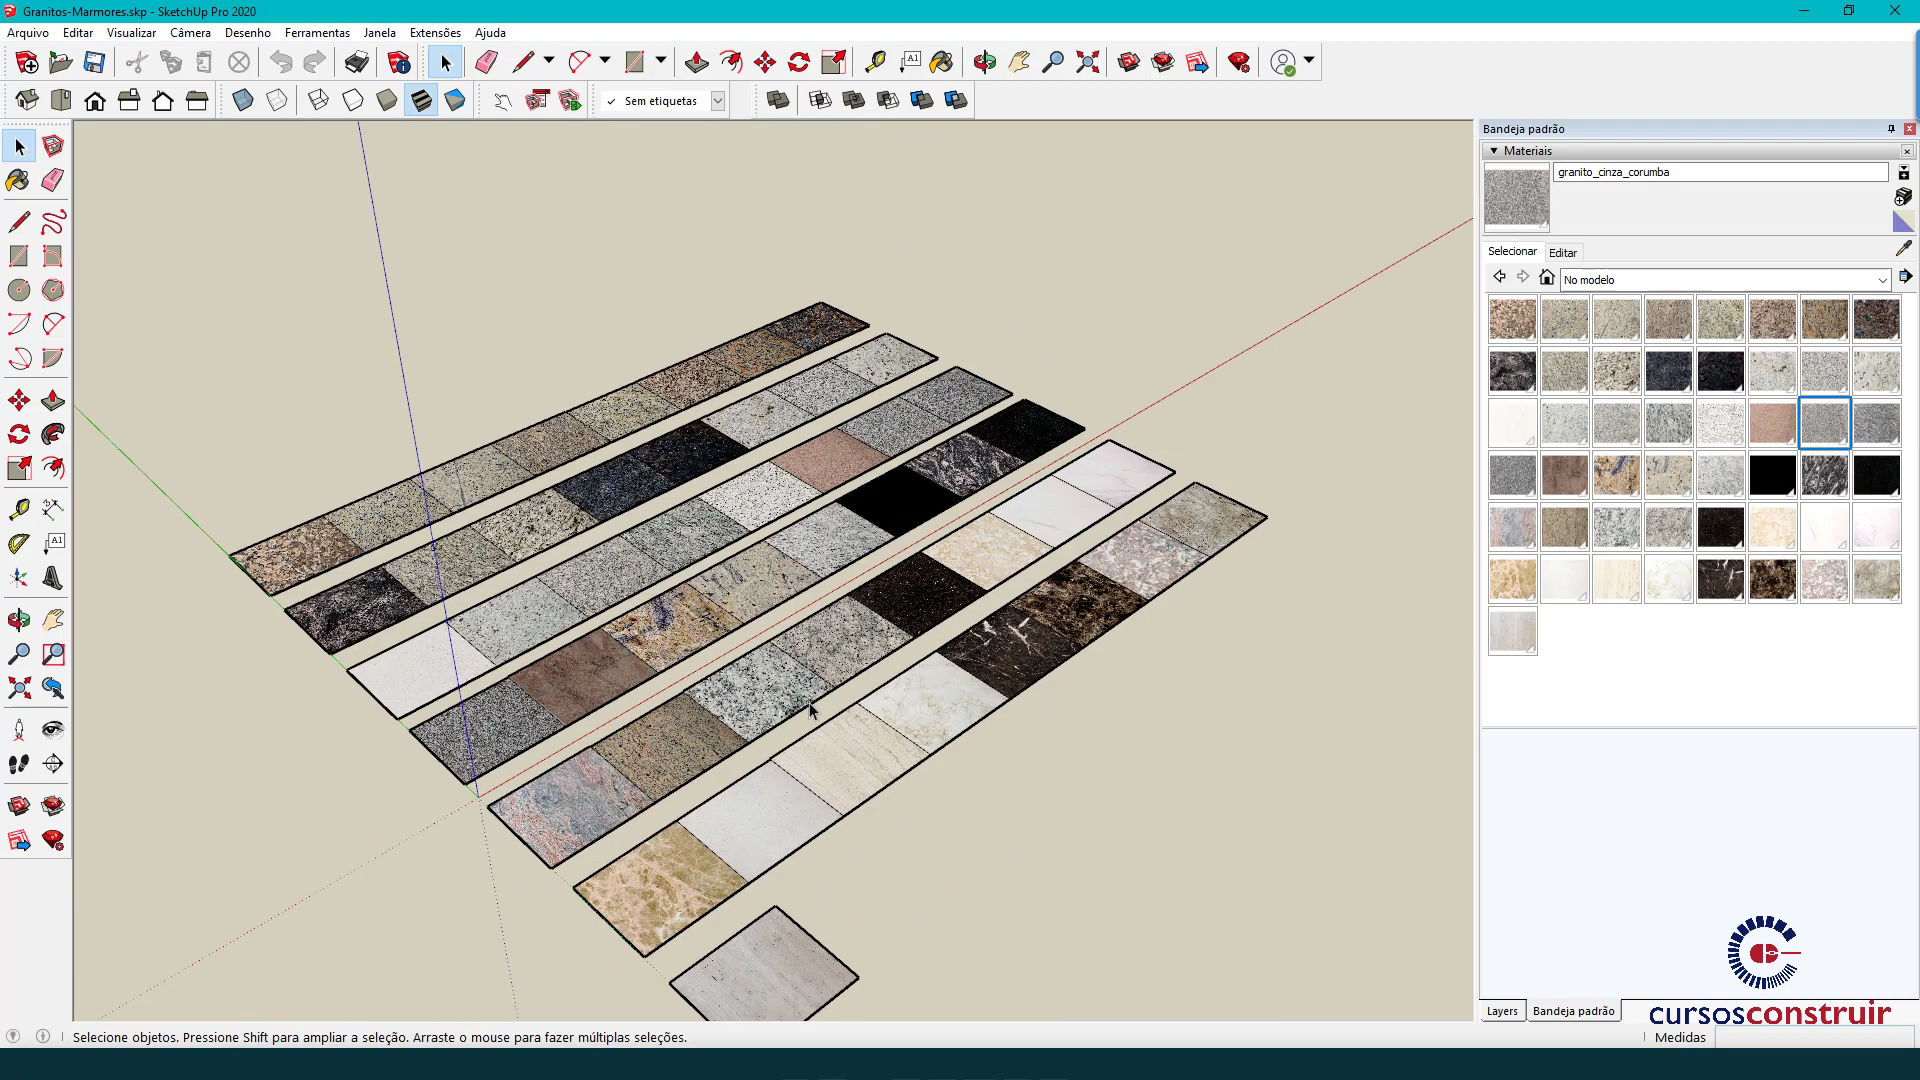 Granitos-Marmores.skp - SketchUp Pro 2020
Arquivo Editar Visualizar Câmera Desenho Ferramentas Janela Extensões Ajuda
A1
Sem etiquetas
Bandeja padrão
Materiais
granito_cinza_corumba
Selecionar Editar
No modelo
A1
Layers Bandeja padrão
cursosconstruir
Selecione objetos. Pressione Shift para ampliar a seleção. Arraste o mouse para fazer múltiplas seleções.
Medidas